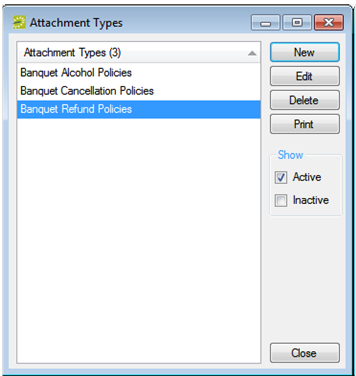 Attachment Types
Attachment Types (3)
Banquet Alcohol Policies
Banquet Cancellation Policies
Banquet Refund Policies
New
Edit
Delete
Print
Show
Active
Inactive
Close